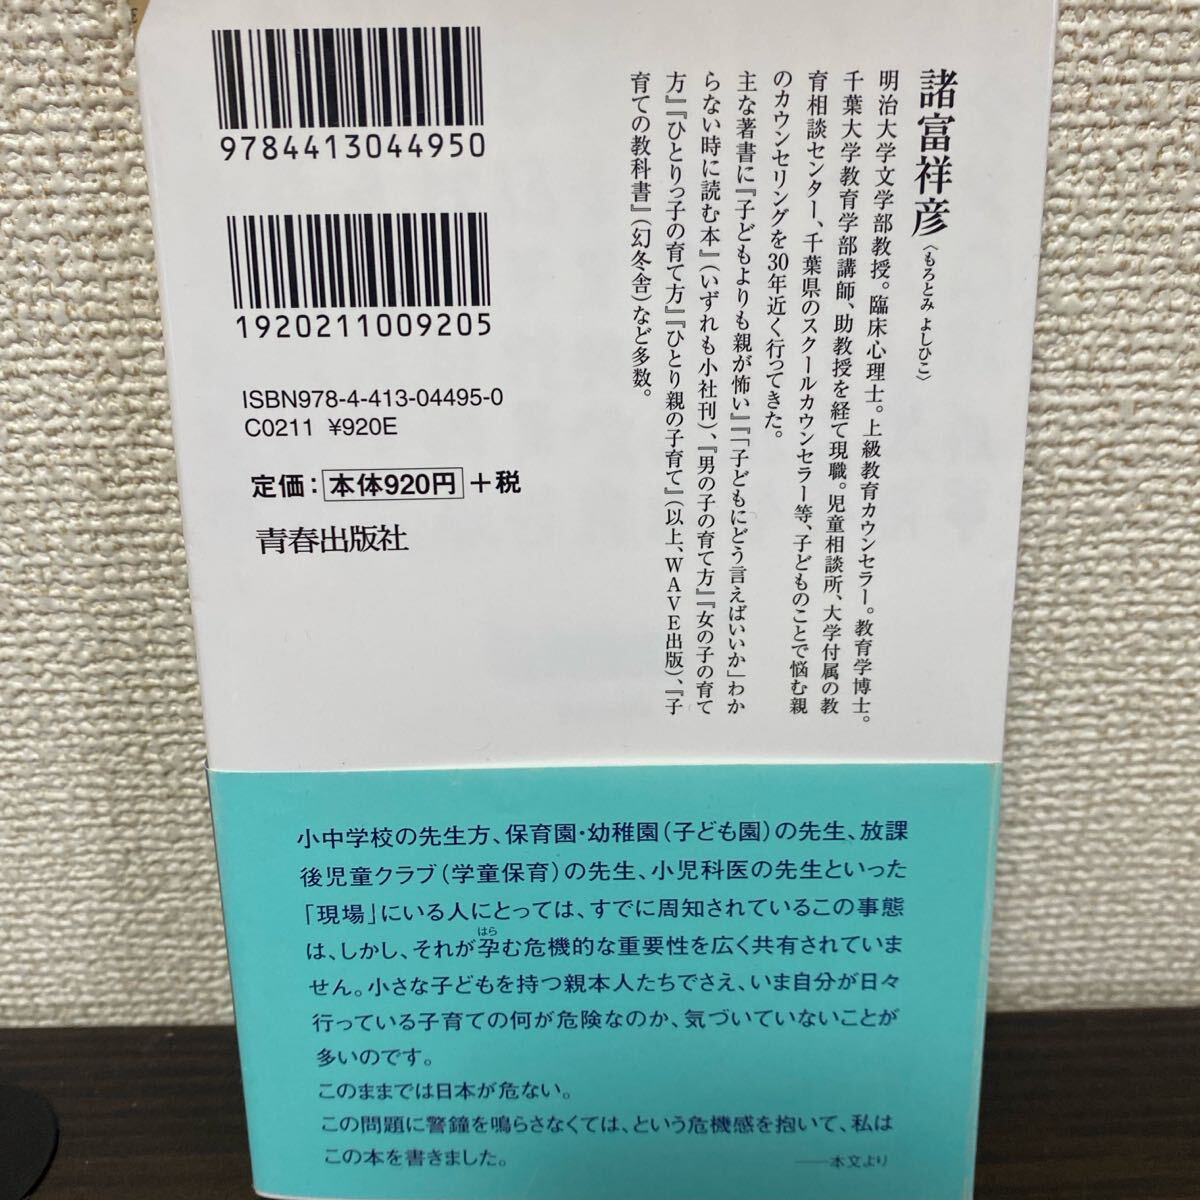 9784413044950
1920211009205
ISBN978-4-413-04495-0
C0211 ¥920E
定価：本体920円＋税
青春出版社
諸富祥彦〈もろとみ よしひこ〉
明治大学文学部教授。臨床心理士。上級教育カウンセラー。教育学博士。
千葉大学教育学部講師、助教授を経て現職。児童相談所、大学付属の教
育相談センター、千葉県のスクールカウンセラー等、子どものことで悩む親
のカウンセリングを30年近く行ってきた。
主な著書に『子どもよりも親が怖い』『「子どもにどう言えばいいか」わか
らない時に読む本』（いずれも小社刊）、『男の子の育て方』『女の子の育て
方』『ひとりっ子の育て方』『ひとり親の子育て』（以上、WAVE出版）、『子
育ての教科書』（幻冬舎）など多数。
小中学校の先生方、保育園・幼稚園（子ども園）の先生、放課
後児童クラブ（学童保育）の先生、小児科医の先生といった
「現場」にいる人にとっては、すでに周知されているこの事態
はら
は、しかし、それが孕む危機的な重要性を広く共有されていま
せん。小さな子どもを持つ親本人たちでさえ、いま自分が日々
行っている子育ての何が危険なのか、気づいていないことが
多いのです。
このままでは日本が危ない。
この問題に警鐘を鳴らさなくては、という危機感を抱いて、私は
この本を書きました。 ――本文より